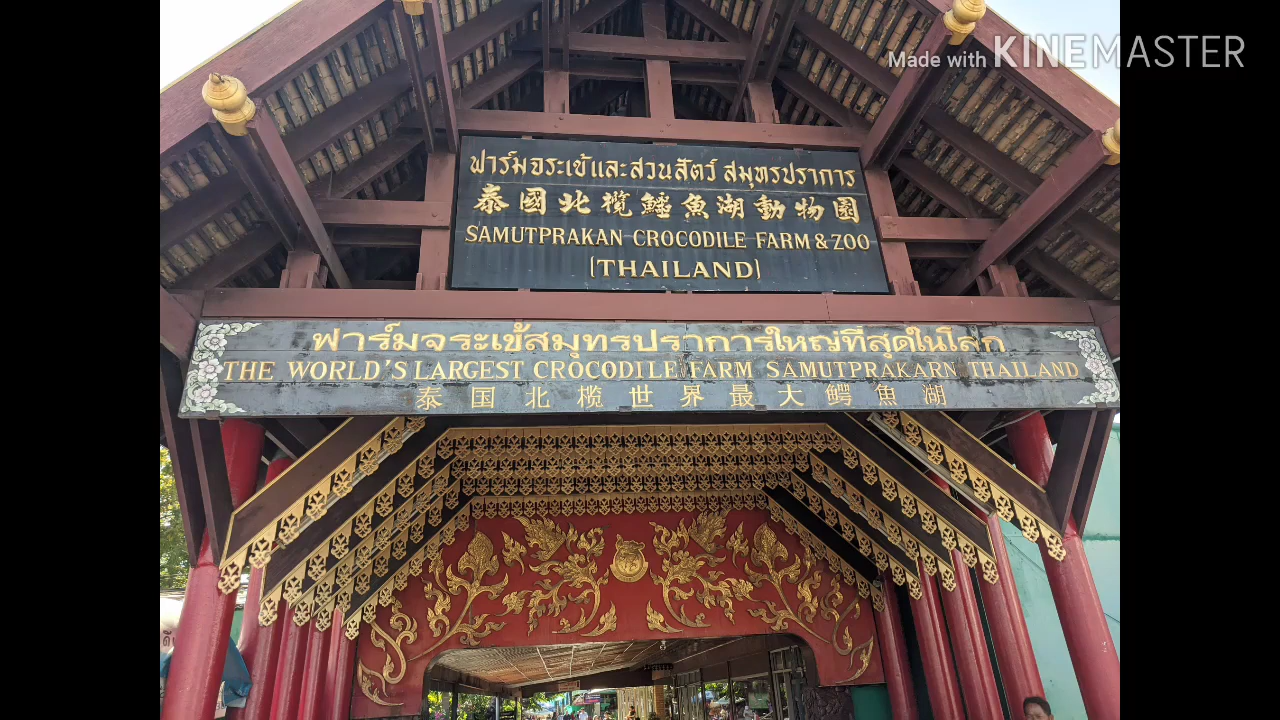 Made with KINEMASTER
ฟาร์มจระเข้และสวนสัตว์ สมุทรปราการ
泰國北欖鱷魚湖動物園
SAMUTPRAKAN CROCODILE FARM & ZOO
(THAILAND)
ฟาร์มจระเข้สมุทรปราการใหญ่ที่สุดในโลก
THE WORLD'S LARGEST CROCODILE FARM SAMUTPRAKARN THAILAND
泰国北榄世界最大鳄魚湖